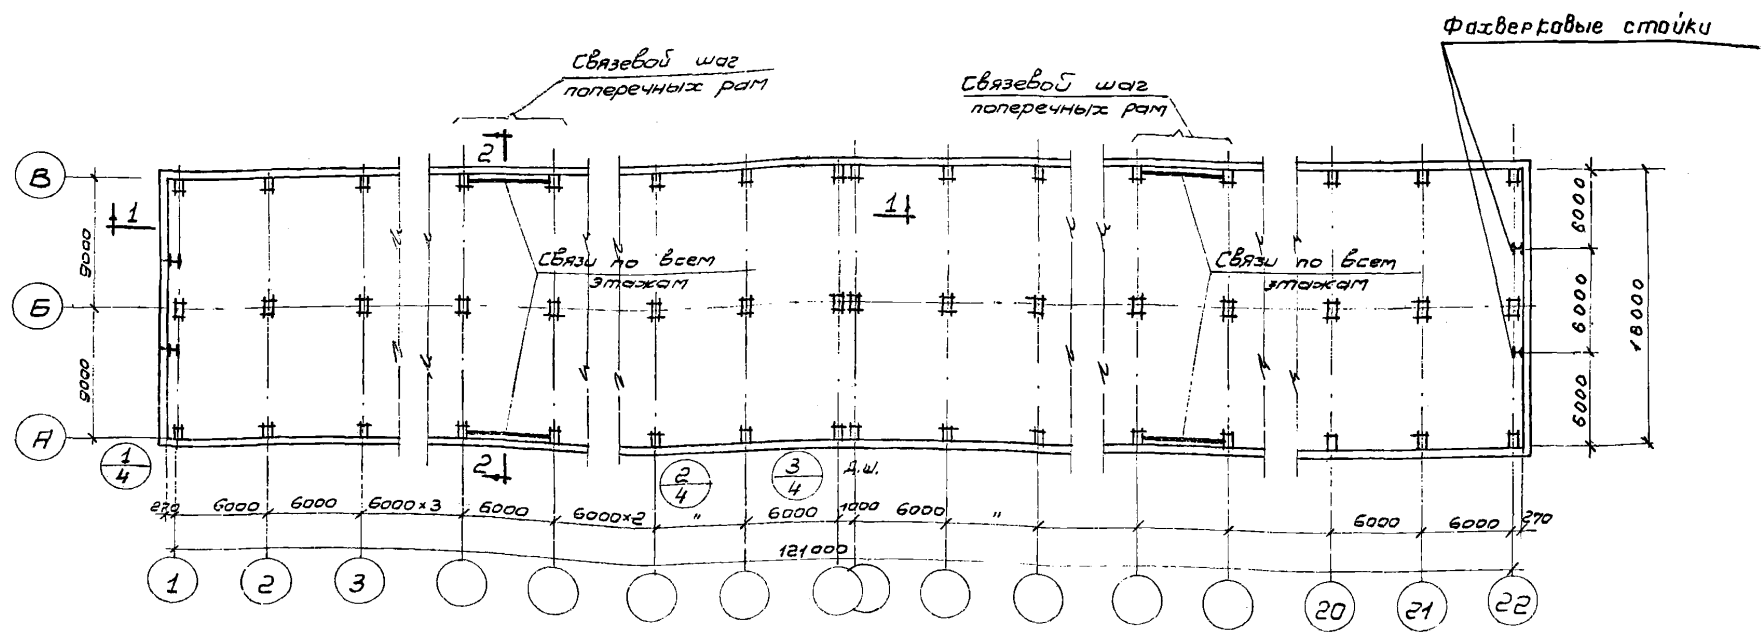 Фахверковые стойки
Связевой шаг
поперечных рам
Связевой шаг
поперечных рам
2
В
1
1
6000
9000
Связи по всем
этажам
Связи по всем
этажам
Б
6000
18000
9000
6000
А
1/4
2
2/4
3/4
Д.Ш.
270 6000 6000 6000×3 6000 6000×2 " 6000 1000 6000 " 6000 6000 270
121000
1 2 3 20 21 22